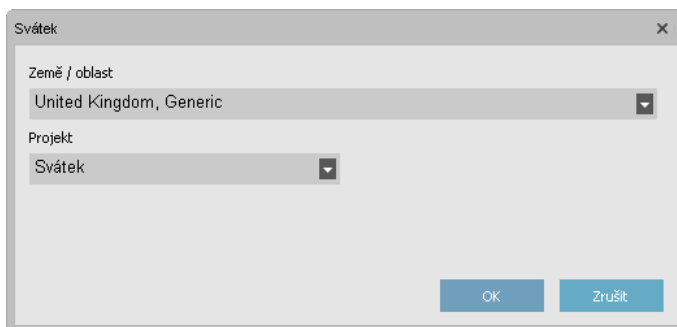 Svátek
Země / oblast
United Kingdom, Generic
Projekt
Svátek
OK Zrušit